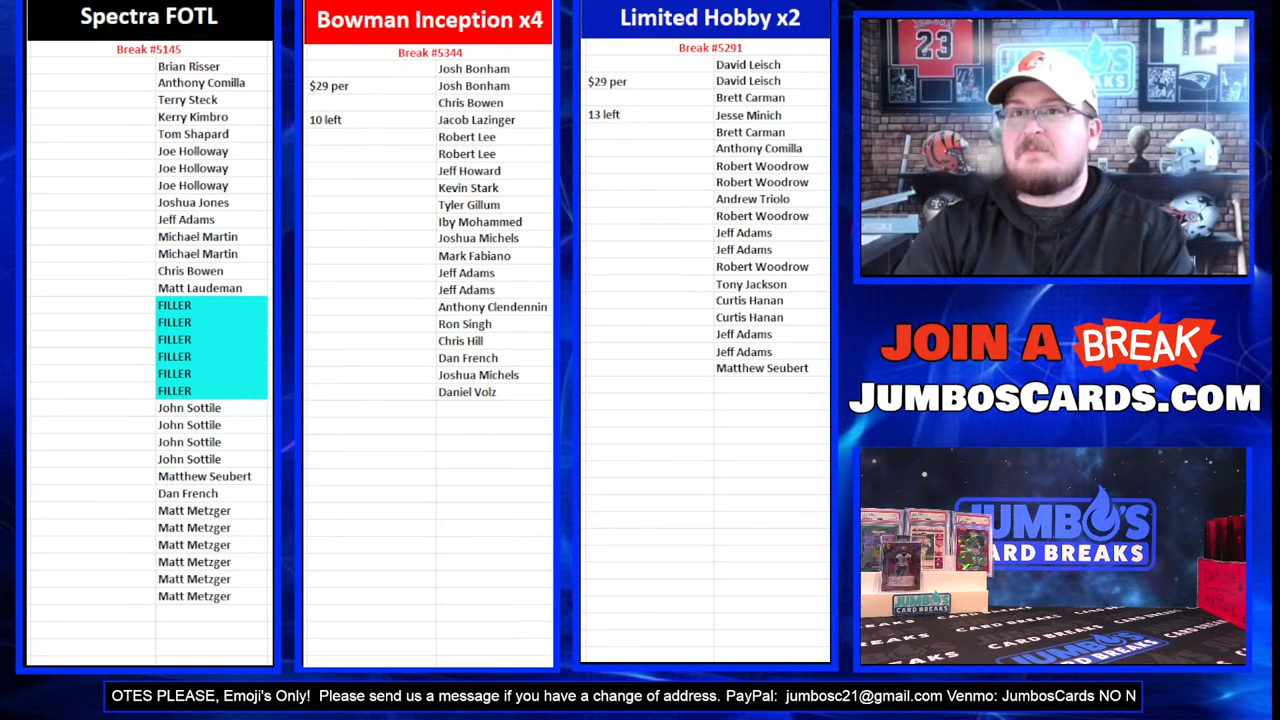 Spectra FOTL
Break #5145
Brian Risser
Anthony Comilla
Terry Steck
Kerry Kimbro
Tom Shapard
Joe Holloway
Joe Holloway
Joe Holloway
Joshua Jones
Jeff Adams
Michael Martin
Michael Martin
Chris Bowen
Matt Laudeman
FILLER
FILLER
FILLER
FILLER
FILLER
FILLER
John Sottile
John Sottile
John Sottile
John Sottile
Matthew Seubert
Dan French
Matt Metzger
Matt Metzger
Matt Metzger
Matt Metzger
Matt Metzger
Matt Metzger
Bowman Inception x4
Break #5344
Josh Bonham
$29 per Josh Bonham
Chris Bowen
10 left Jacob Lazinger
Robert Lee
Robert Lee
Jeff Howard
Kevin Stark
Tyler Gillum
Iby Mohammed
Joshua Michels
Mark Fabiano
Jeff Adams
Jeff Adams
Anthony Clendennin
Ron Singh
Chris Hill
Dan French
Joshua Michels
Daniel Volz
Limited Hobby x2
Break #5291
David Leisch
$29 per David Leisch
Brett Carman
13 left Jesse Minich
Brett Carman
Anthony Comilla
Robert Woodrow
Robert Woodrow
Andrew Triolo
Robert Woodrow
Jeff Adams
Jeff Adams
Robert Woodrow
Tony Jackson
Curtis Hanan
Curtis Hanan
Jeff Adams
Jeff Adams
Matthew Seubert
23
12
JOIN A BREAK
JUMBOSCARDS.COM
JUMBO'S
CARD BREAKS
JUMBO'S
CARD BREAKS
OTES PLEASE, Emoji's Only! Please send us a message if you have a change of address. PayPal: jumbosc21@gmail.com Venmo: JumbosCards NO N